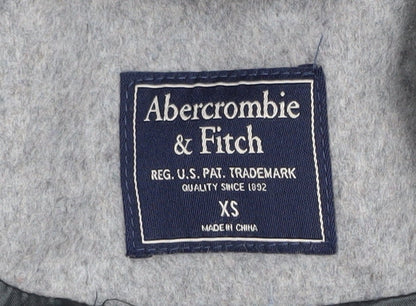 Abercrombie
& Fitch
REG. U.S. PAT. TRADEMARK
QUALITY SINCE 1892
XS
MADE IN CHINA